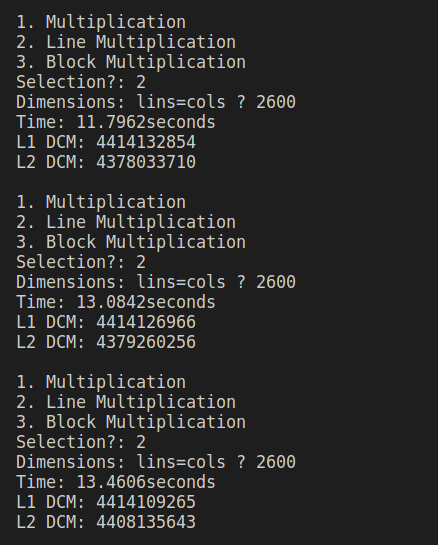 1. Multiplication
2. Line Multiplication
3. Block Multiplication
Selection?: 2
Dimensions: lins=cols ? 2600
Time: 11.7962seconds
L1 DCM: 4414132854
L2 DCM: 4378033710
1. Multiplication
2. Line Multiplication
3. Block Multiplication
Selection?: 2
Dimensions: lins=cols ? 2600
Time: 13.0842seconds
L1 DCM: 4414126966
L2 DCM: 4379260256
1. Multiplication
2. Line Multiplication
3. Block Multiplication
Selection?: 2
Dimensions: lins=cols ? 2600
Time: 13.4606seconds
L1 DCM: 4414109265
L2 DCM: 4408135643